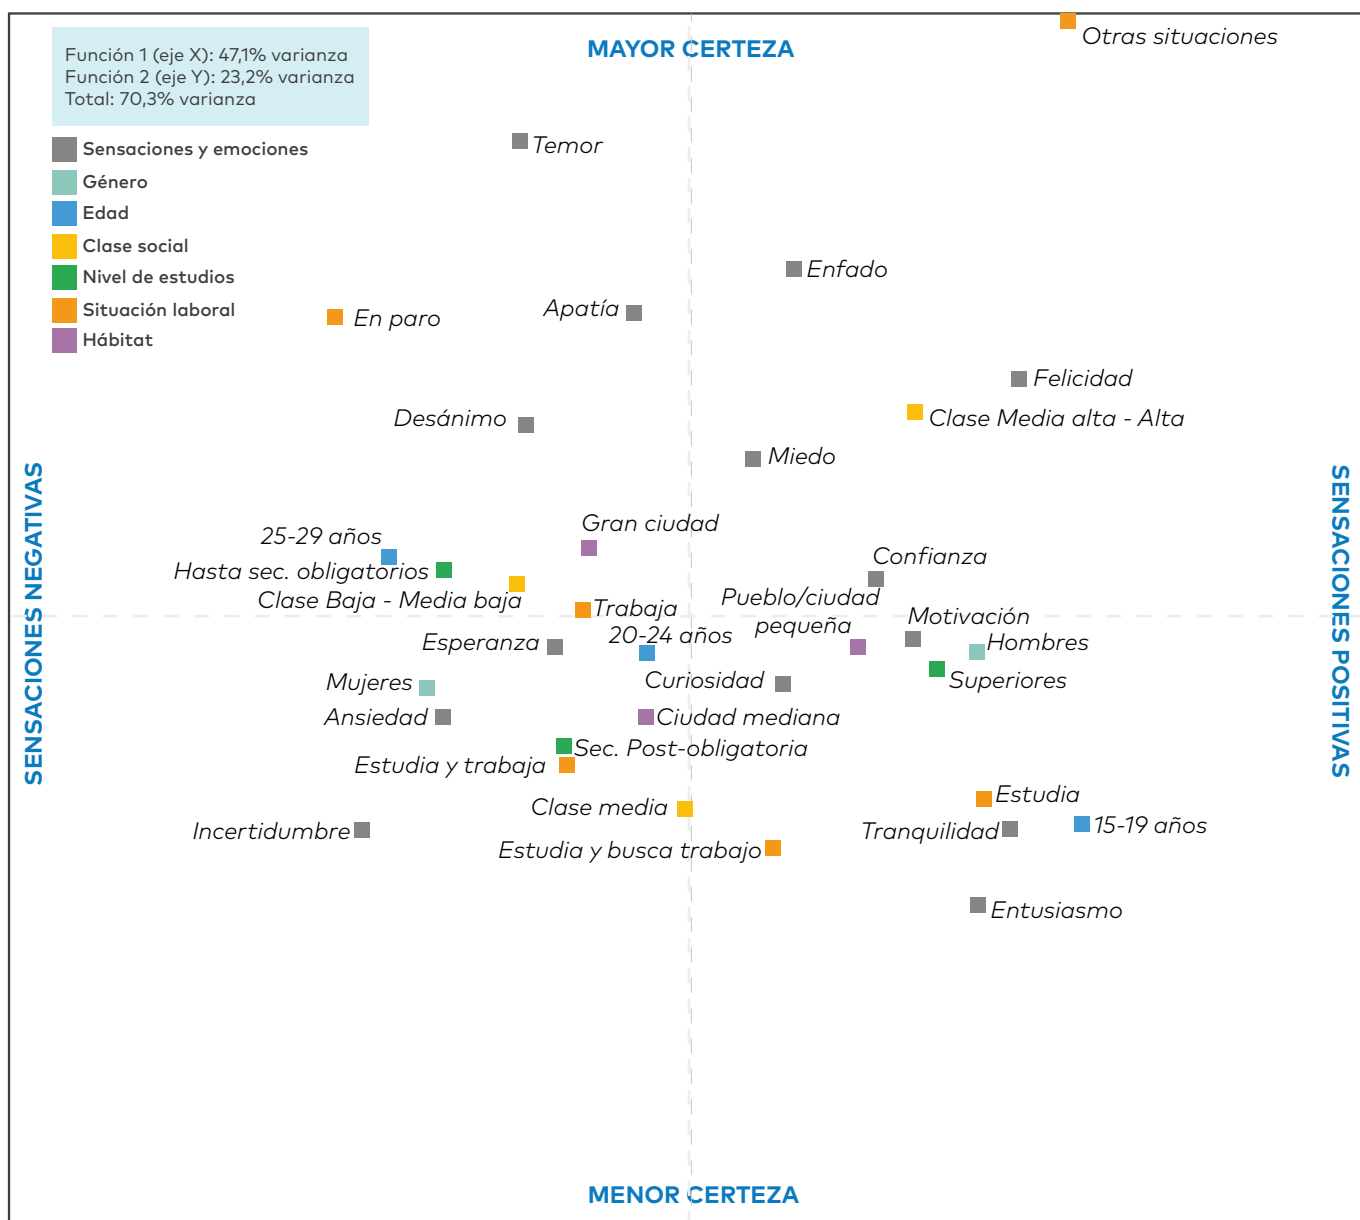 MAYOR CERTEZA
Otras situaciones
Función 1 (eje X): 47,1% varianza
Función 2 (eje Y): 23,2% varianza
Total: 70,3% varianza
Sensaciones y emociones
Género
Edad
Clase social
Nivel de estudios
Situación laboral
Hábitat
Temor
Enfado
Apatía
En paro
Felicidad
Desánimo
Clase Media alta - Alta
Miedo
SENSACIONES NEGATIVAS
SENSACIONES POSITIVAS
Gran ciudad
25-29 años
Confianza
Hasta sec. obligatorios
Clase Baja - Media baja
Pueblo/ciudad
pequeña
Trabaja
Motivación
20-24 años
Esperanza
Hombres
Curiosidad
Superiores
Mujeres
Ansiedad
Ciudad mediana
Sec. Post-obligatoria
Estudia y trabaja
Estudia
Clase media
15-19 años
Incertidumbre
Tranquilidad
Estudia y busca trabajo
Entusiasmo
MENOR CERTEZA